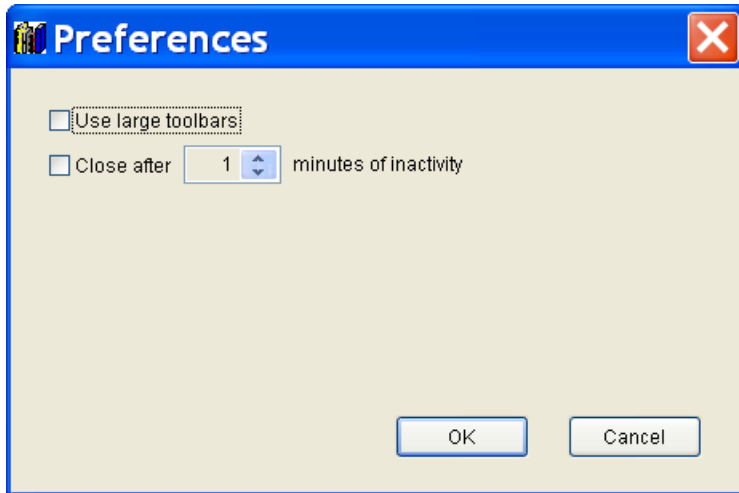 Preferences
Use large toolbars
Close after 1 minutes of inactivity
OK Cancel